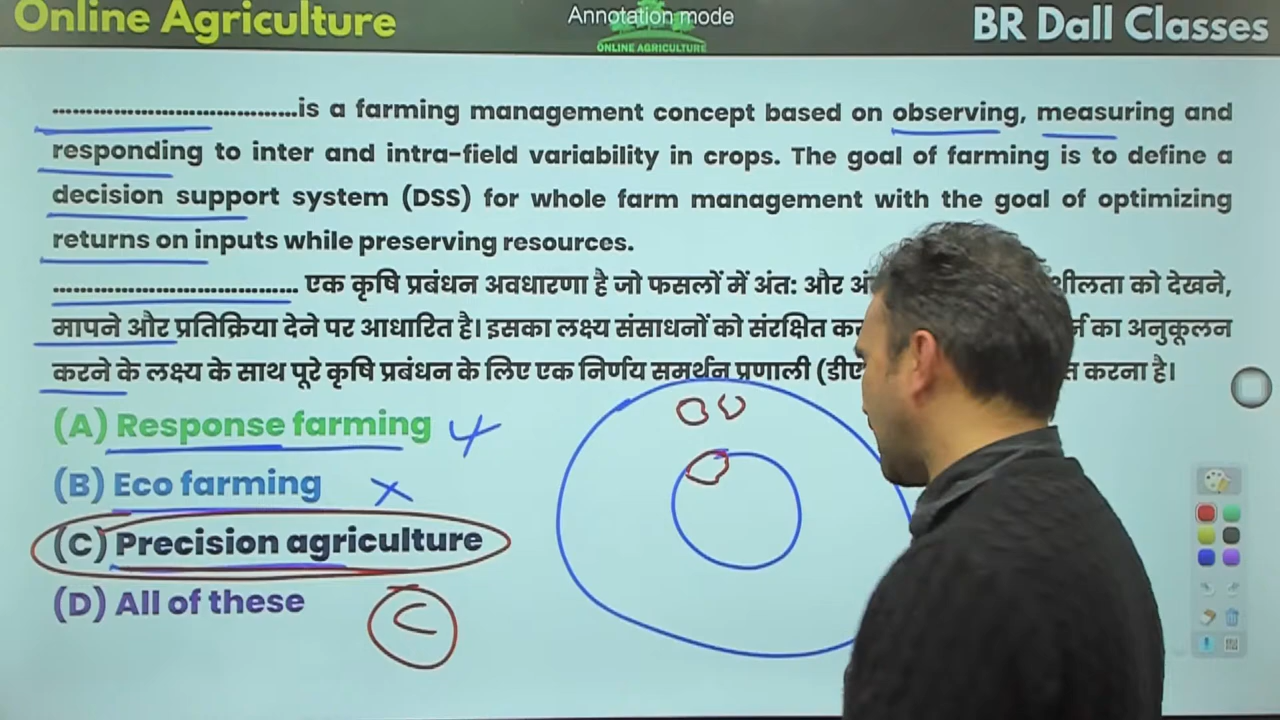 Online Agriculture
Annotation mode
ONLINE AGRICULTURE
BR Dall Classes
....................................is a farming management concept based on observing, measuring and
responding to inter and intra-field variability in crops. The goal of farming is to define a
decision support system (DSS) for whole farm management with the goal of optimizing
returns on inputs while preserving resources.
.................................... एक कृषि प्रबंधन अवधारणा है जो फसलों में अंत: और को देखने,
मापने और प्रतिक्रिया देने पर आधारित है। इसका लक्ष्य संसाधनों को संरक्षित का अनुकूलन
करने के लक्ष्य के साथ पूरे कृषि प्रबंधन के लिए एक निर्णय समर्थन प्रणाली करना है।
(A) Response farming
(B) Eco farming
(C) Precision agriculture
(D) All of these
C